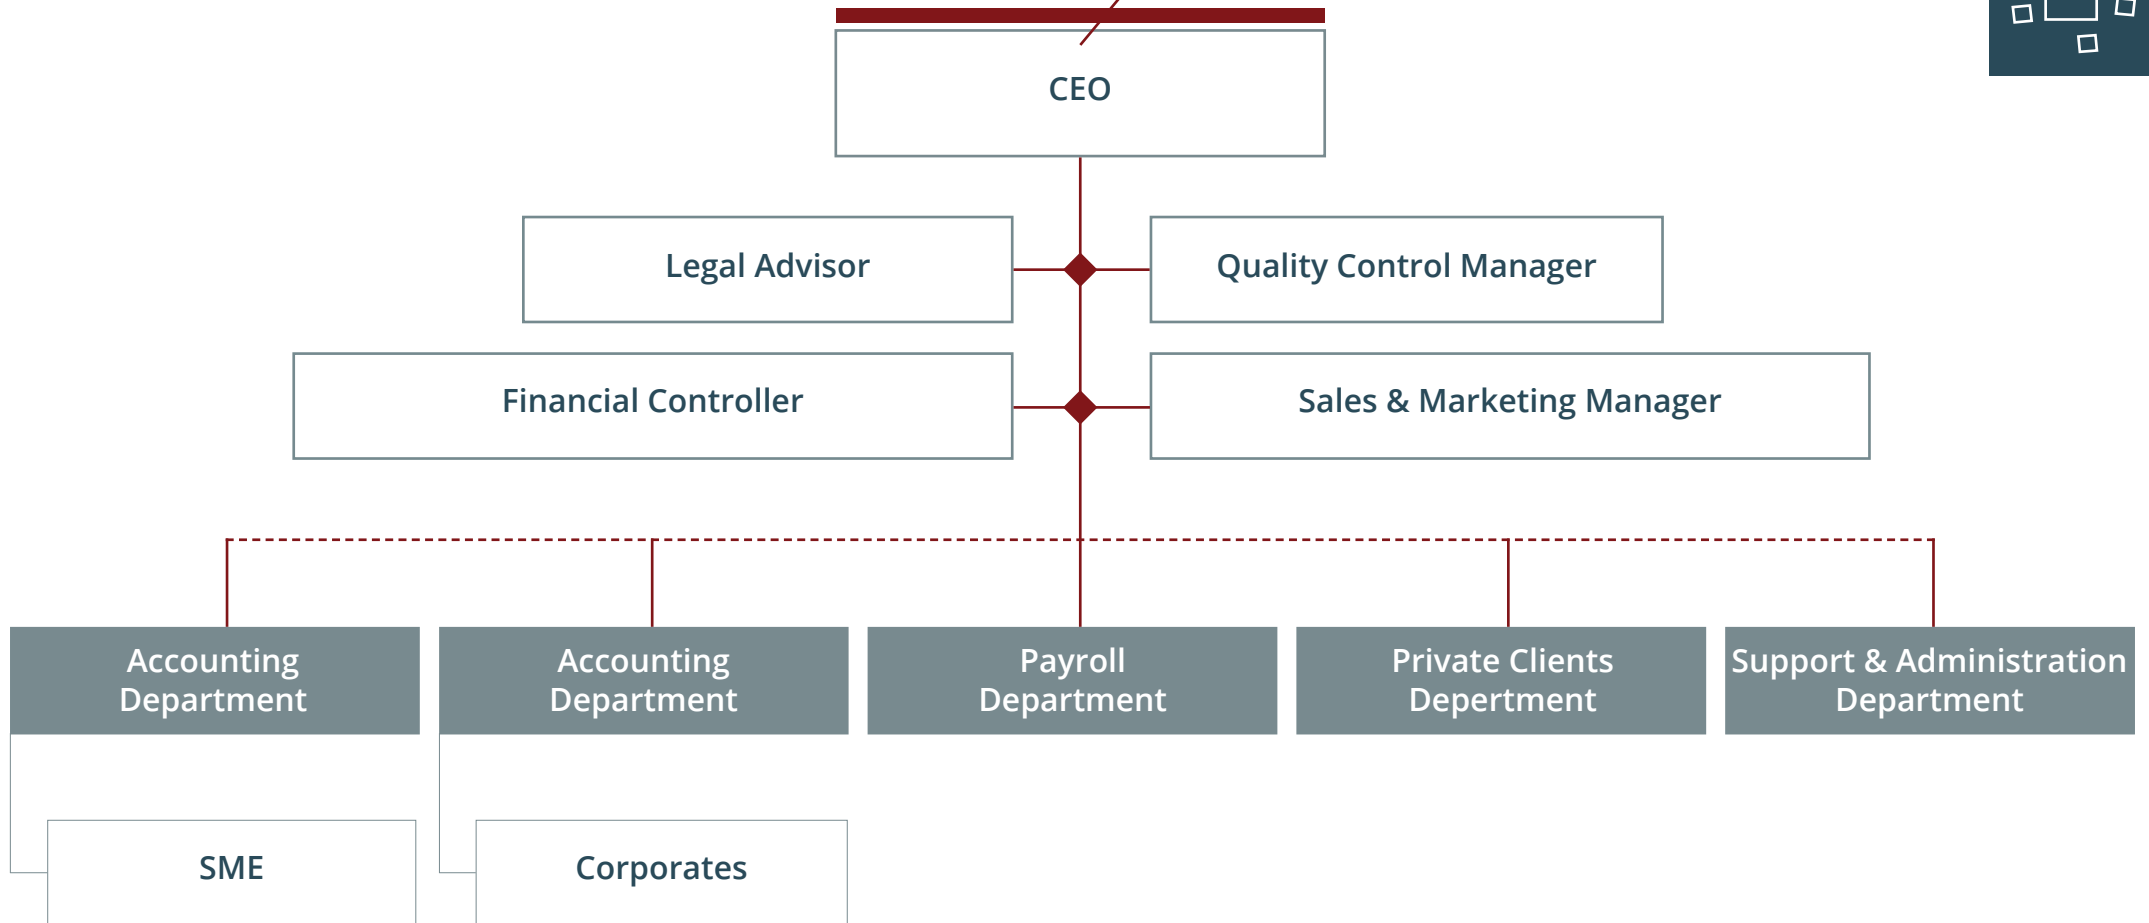 CEO
Legal Advisor
Quality Control Manager
Financial Controller
Sales & Marketing Manager
Accounting
Department
Accounting
Department
Payroll
Department
Private Clients
Depertment
Support & Administration
Department
SME
Corporates